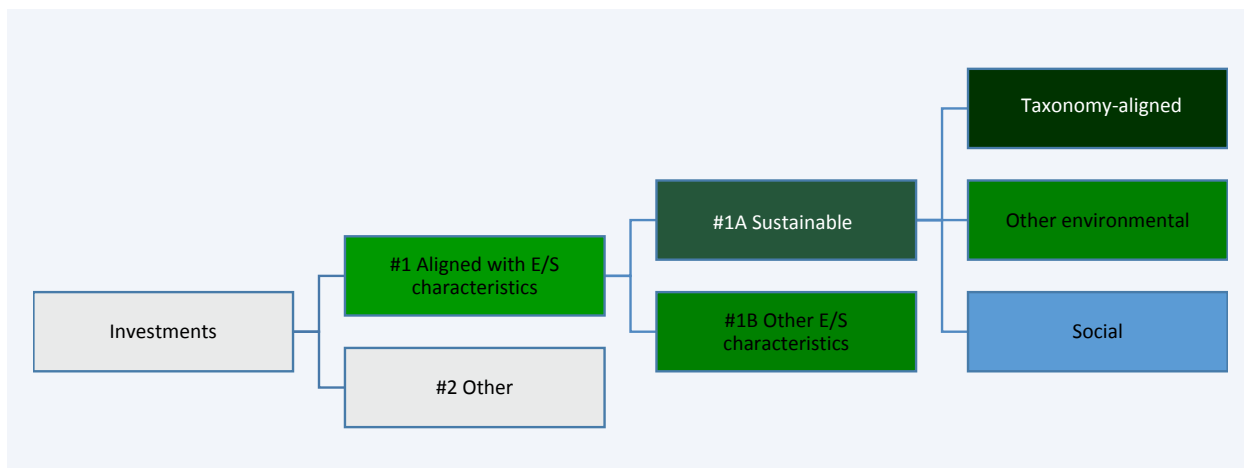 Taxonomy-aligned
#1A Sustainable
Other environmental
#1 Aligned with E/S
characteristics
Investments
#1B Other E/S
characteristics
Social
#2 Other